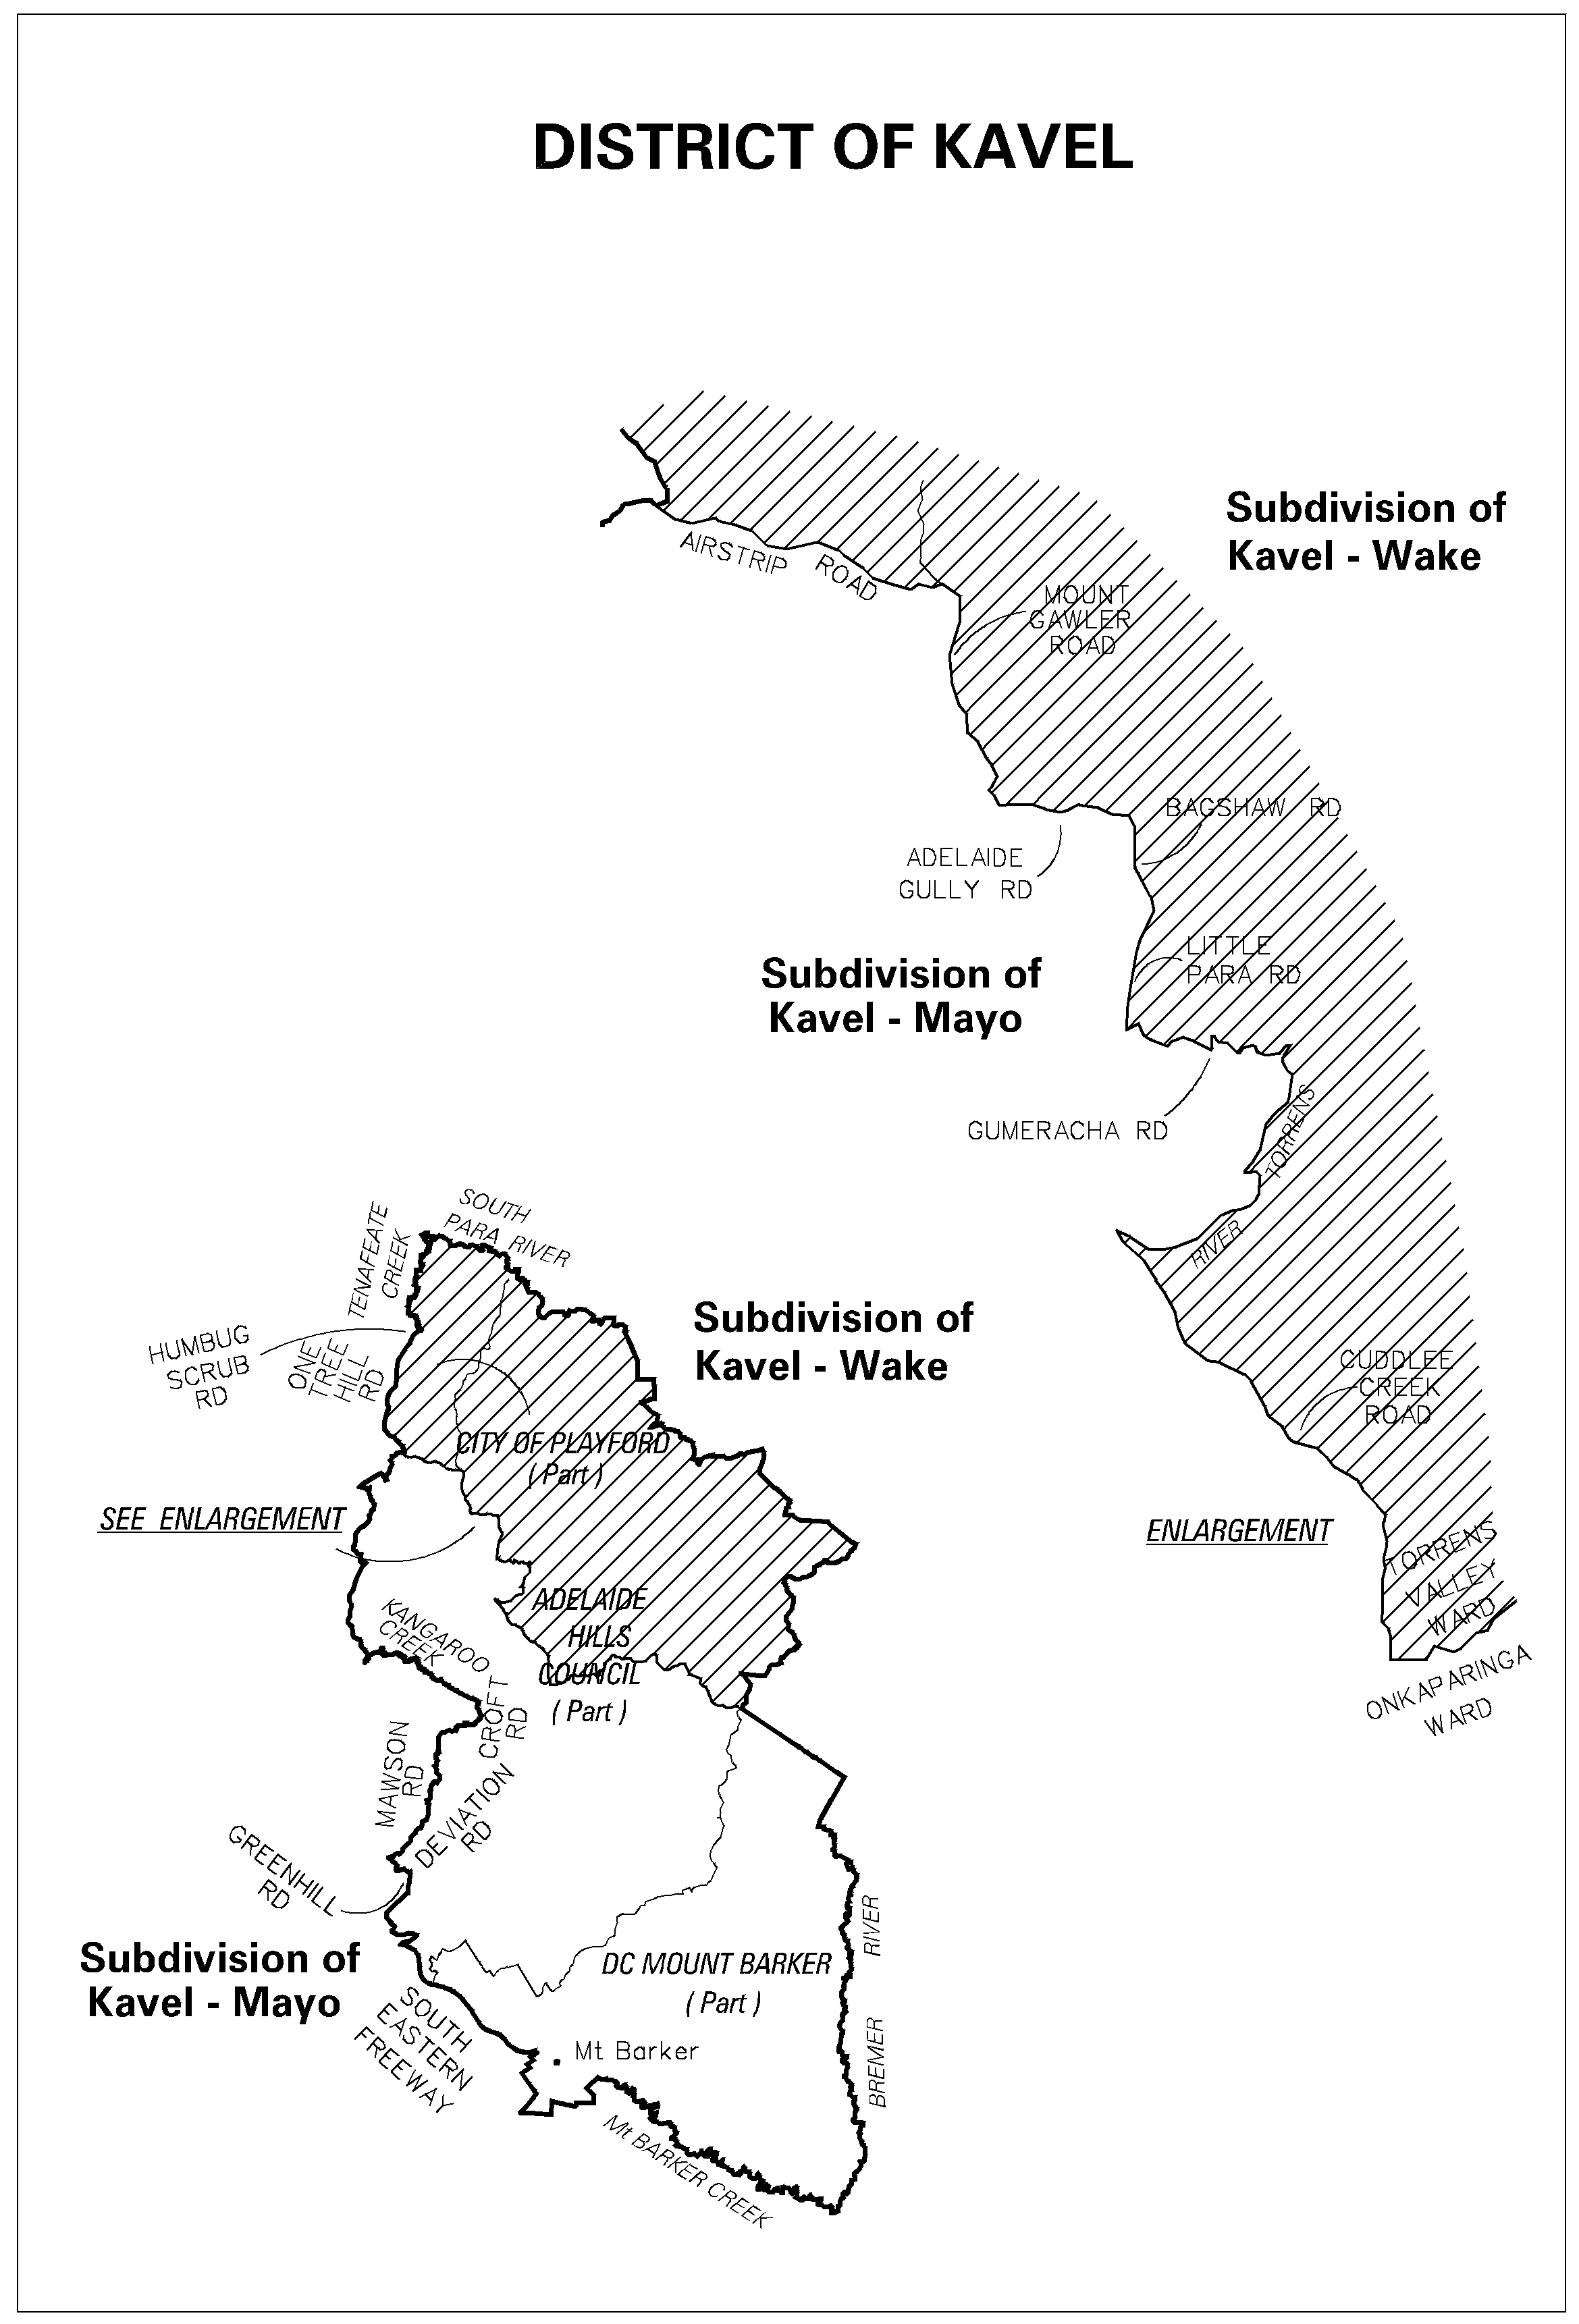 DISTRICT OF KAVEL
Subdivision of
Kavel - Wake
AIRSTRIP ROAD
MOUNT
GAWLER
ROAD
BAGSHAW RD
ADELAIDE
GULLY RD
LITTLE
PARA RD
Subdivision of
Kavel - Mayo
GUMERACHA RD
TORRENS
RIVER
CUDDLEE
CREEK
ROAD
ENLARGEMENT
TORRENS
VALLEY
WARD
ONKAPARINGA
WARD
SOUTH
PARA RIVER
TENAFEATE
CREEK
Subdivision of
Kavel - Wake
HUMBUG
SCRUB
RD
ONE
TREE
HILL
RD
CITY OF PLAYFORD
( Part )
SEE ENLARGEMENT
ADELAIDE
HILLS
COUNCIL
( Part )
KANGAROO
CREEK
CROFT
RD
MAWSON
RD
DEVIATION
RD
GREENHILL
RD
Subdivision of
Kavel - Mayo
DC MOUNT BARKER
( Part )
RIVER
BREMER
SOUTH
EASTERN
FREEWAY
Mt Barker
Mt BARKER CREEK